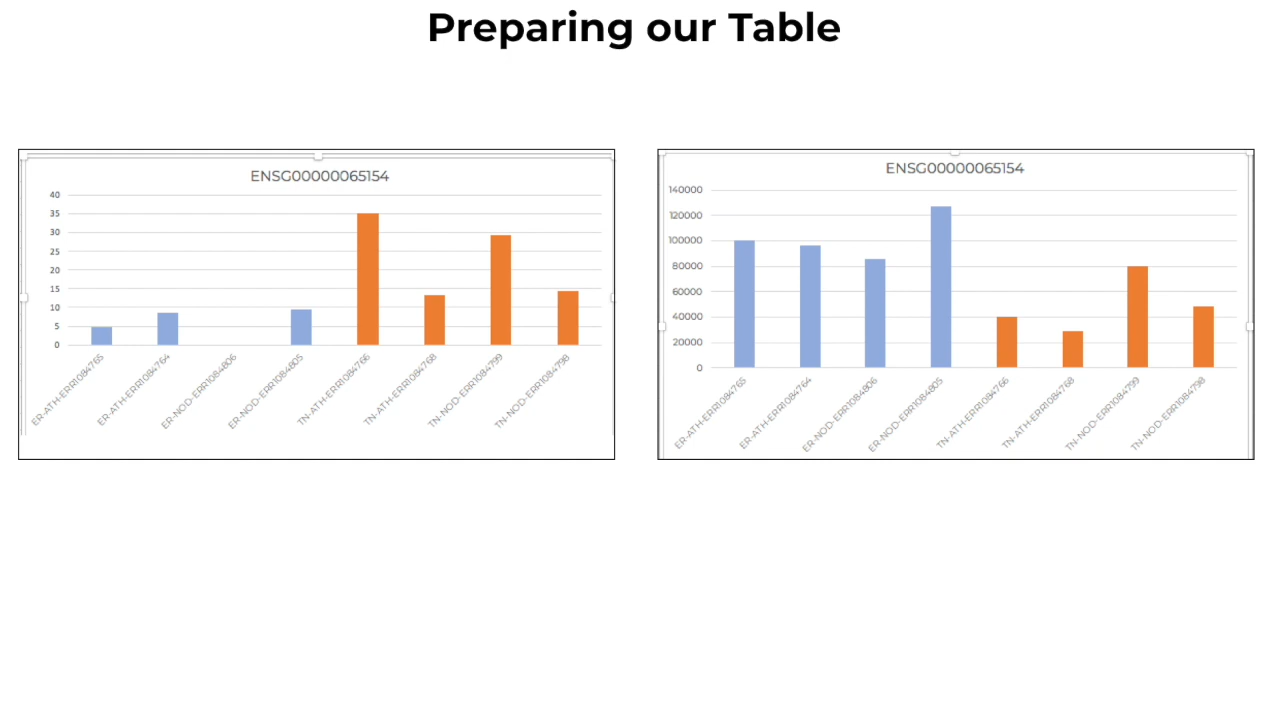 Preparing our Table
ENSG00000065154
40
35
30
25
20
15
10
5
0
ER-ATH-ERR1084765
ER-ATH-ERR1084764
ER-NOD-ERR1084806
ER-NOD-ERR1084805
TN-ATH-ERR1084766
TN-ATH-ERR1084768
TN-NOD-ERR1084799
TN-NOD-ERR1084798
ENSG00000065154
140000
120000
100000
80000
60000
40000
20000
0
ER-ATH-ERR1084765
ER-ATH-ERR1084764
ER-NOD-ERR1084806
ER-NOD-ERR1084805
TN-ATH-ERR1084766
TN-ATH-ERR1084768
TN-NOD-ERR1084799
TN-NOD-ERR1084798